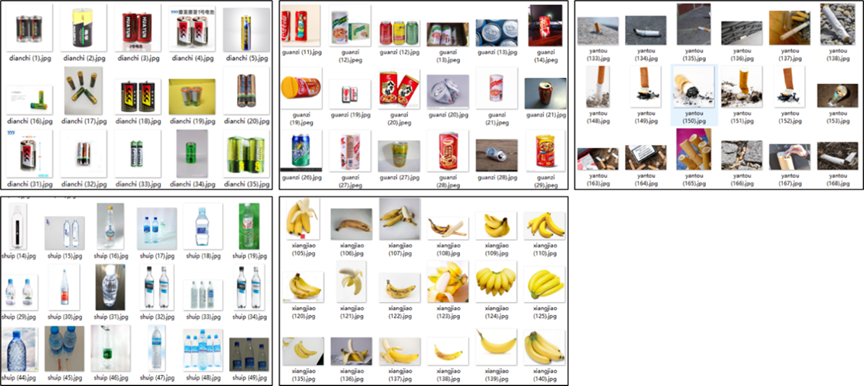 dianchi (1).jpg
dianchi (2).jpg
dianchi (3).jpg
dianchi (4).jpg
dianchi (5).jpg
dianchi (16).jpg
dianchi (17).jpg
dianchi (18).jpg
dianchi (19).jpg
dianchi (20).jpg
dianchi (31).jpg
dianchi (32).jpg
dianchi (33).jpg
dianchi (34).jpg
dianchi (35).jpg
guanzi
(11).jpeg
guanzi
(12).jpeg
guanzi
(12).jpg
guanzi
(13).jpeg
guanzi
(13).jpg
guanzi
(14).jpeg
guanzi
(19).jpeg
guanzi
(19).jpg
guanzi
(20).jpeg
guanzi
(20).jpg
guanzi
(21).jpeg
guanzi
(21).jpg
guanzi
(26).jpg
guanzi
(27).jpeg
guanzi
(27).jpg
guanzi
(28).jpeg
guanzi
(28).jpg
guanzi
(29).jpeg
yantou
(133).jpg
yantou
(134).jpg
yantou
(135).jpg
yantou
(136).jpg
yantou
(137).jpg
yantou
(138).jpg
yantou
(148).jpg
yantou
(149).jpg
yantou
(150).jpg
yantou
(151).jpg
yantou
(152).jpg
yantou
(153).jpg
yantou
(163).jpg
yantou
(164).jpg
yantou
(165).jpg
yantou
(166).jpg
yantou
(167).jpg
yantou
(168).jpg
shuip (14).jpg
shuip (15).jpg
shuip (16).jpg
shuip (17).jpg
shuip (18).jpg
shuip (19).jpg
shuip (29).jpg
shuip (30).jpg
shuip (31).jpg
shuip (32).jpg
shuip (33).jpg
shuip (34).jpg
shuip (44).jpg
shuip (45).jpg
shuip (46).jpg
shuip (47).jpg
shuip (48).jpg
shuip (49).jpg
xiangjiao
(105).jpg
xiangjiao
(106).jpg
xiangjiao
(107).jpg
xiangjiao
(108).jpg
xiangjiao
(109).jpg
xiangjiao
(110).jpg
xiangjiao
(120).jpg
xiangjiao
(121).jpg
xiangjiao
(122).jpg
xiangjiao
(123).jpg
xiangjiao
(124).jpg
xiangjiao
(125).jpg
xiangjiao
(135).jpg
xiangjiao
(136).jpg
xiangjiao
(137).jpg
xiangjiao
(138).jpg
xiangjiao
(139).jpg
xiangjiao
(140).jpg